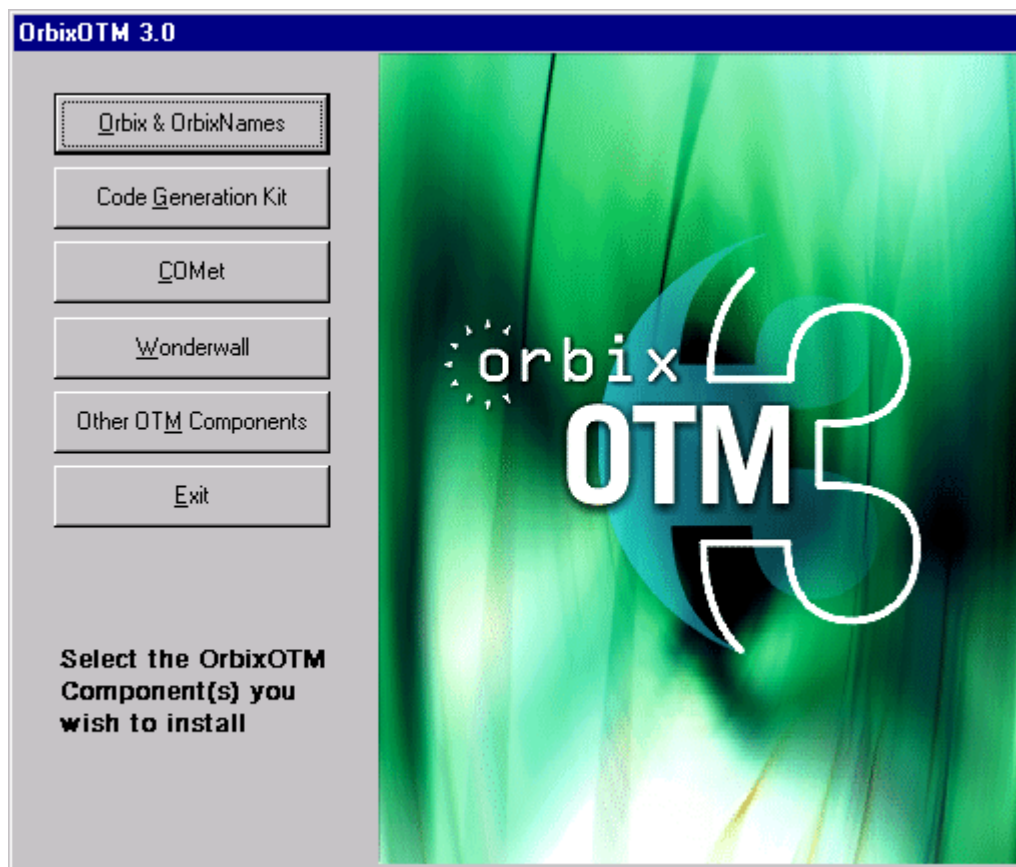 OrbixOTM 3.0
Orbix & OrbixNames
Code Generation Kit
COMet
Wonderwall
Other OTM Components
Exit
Select the OrbixOTM
Component(s) you
wish to install
orbix
OTM
3